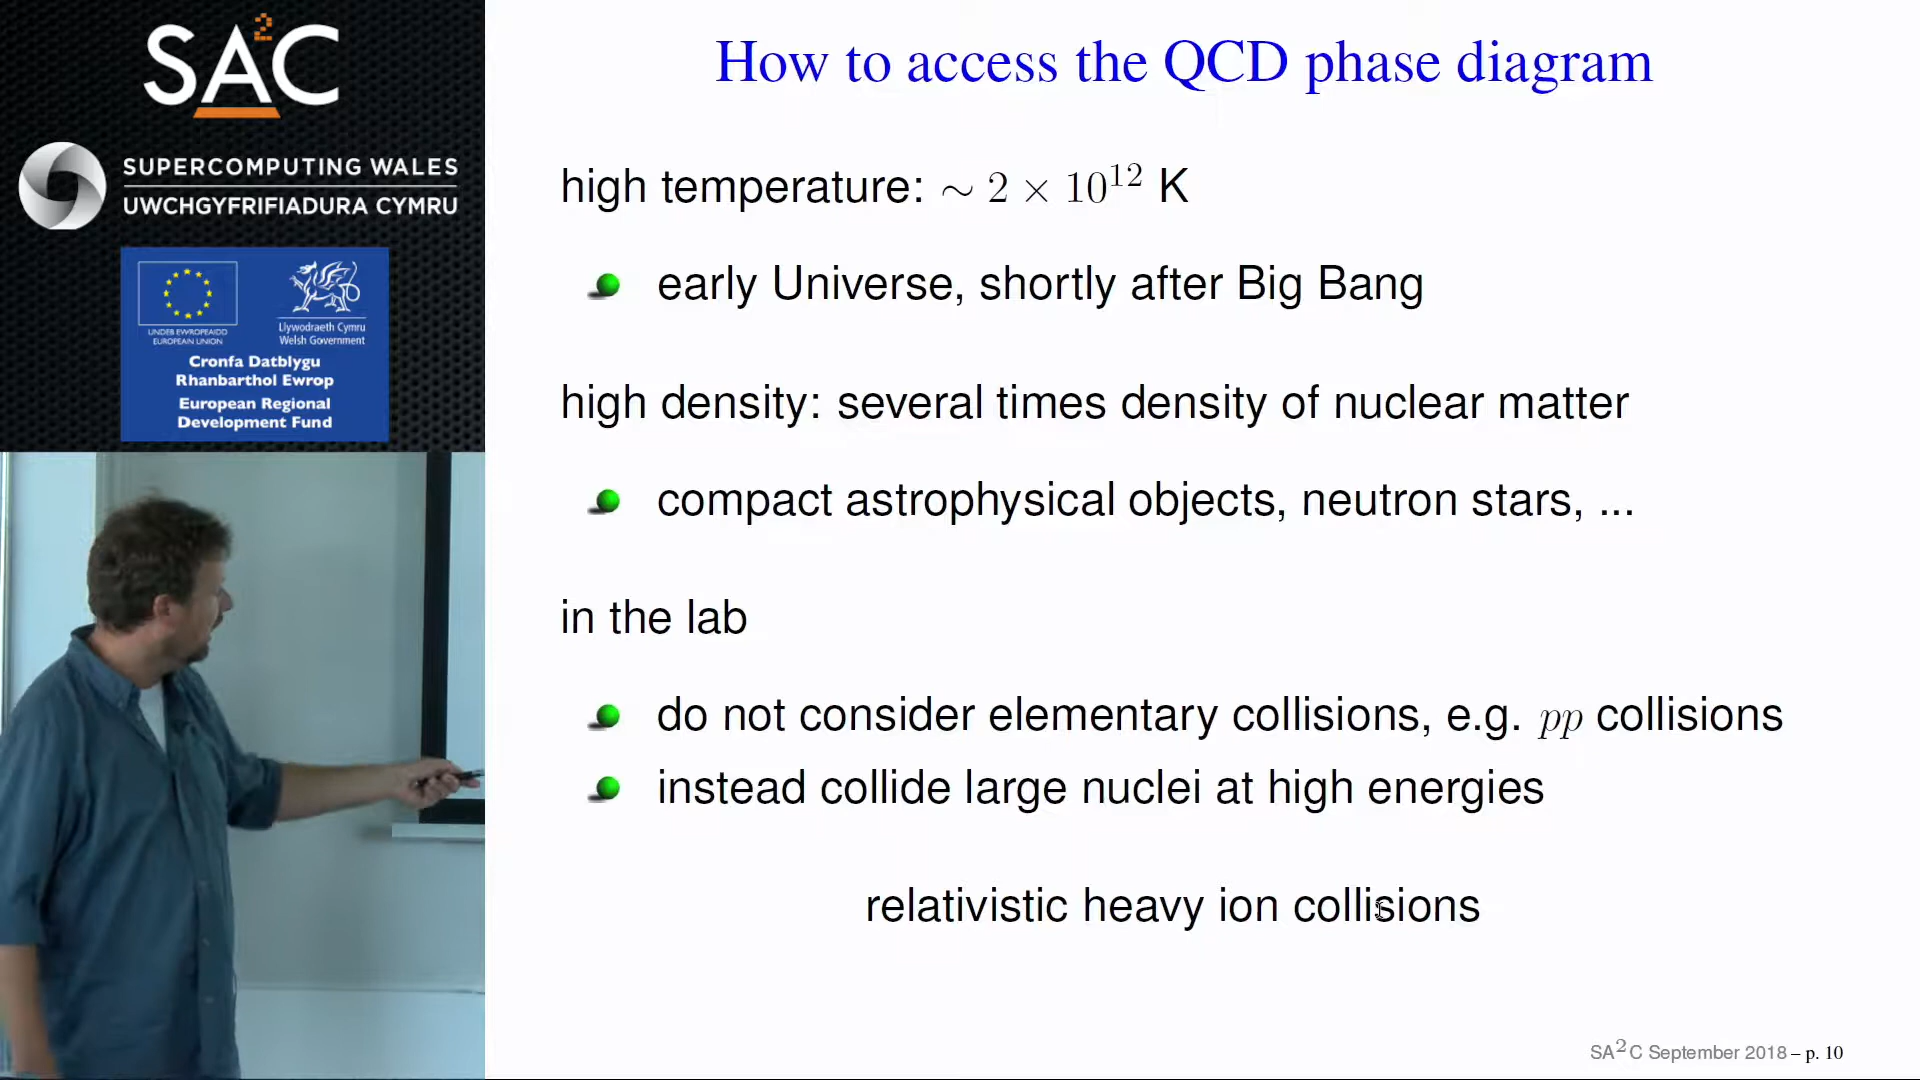 SA²C
SUPERCOMPUTING WALES
UWCHGYFRIFIADURA CYMRU
UNDEB EWROPEAIDD
EUROPEAN UNION
Llywodraeth Cymru
Welsh Government
Cronfa Datblygu
Rhanbarthol Ewrop
European Regional
Development Fund
How to access the QCD phase diagram
high temperature: ∼ 2 × 10¹² K
early Universe, shortly after Big Bang
high density: several times density of nuclear matter
compact astrophysical objects, neutron stars, ...
in the lab
do not consider elementary collisions, e.g. pp collisions
instead collide large nuclei at high energies
relativistic heavy ion collisions
SA²C September 2018 – p. 10